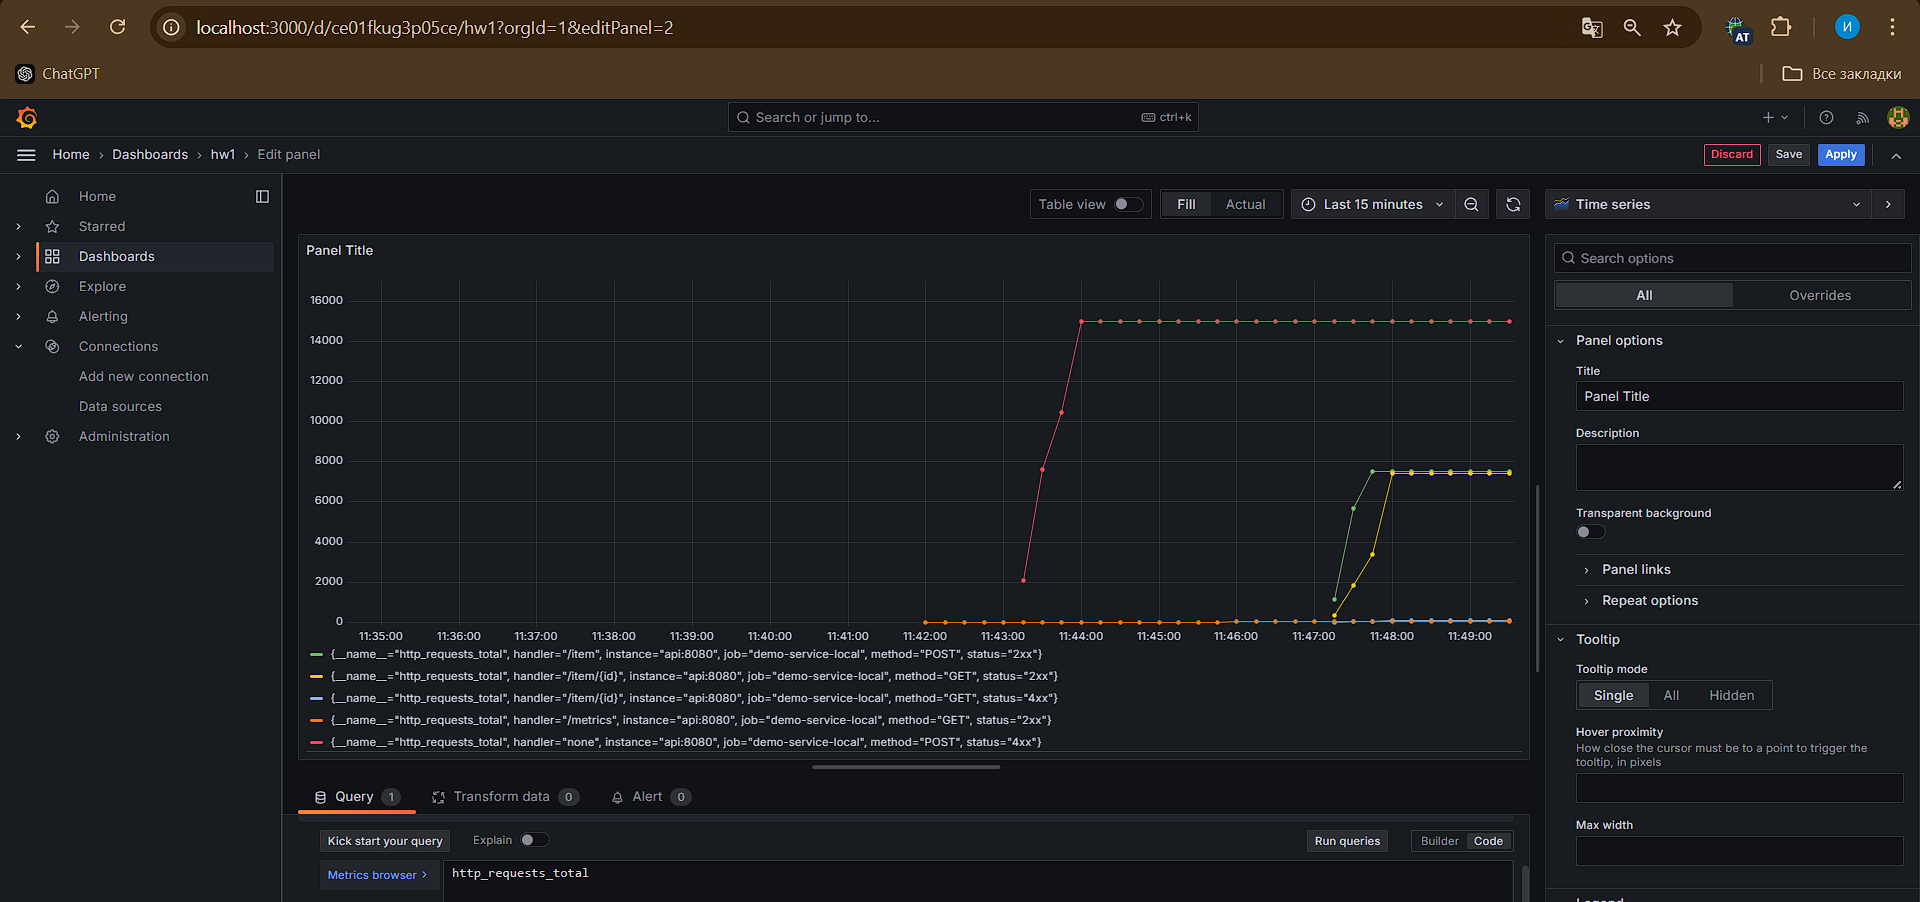 localhost:3000/d/ce01fkug3p05ce/hw1?orgId=1&editPanel=2
AT
И
ChatGPT
Все закладки
Search or jump to...
ctrl+k
Home › Dashboards › hw1 › Edit panel
Discard
Save
Apply
Home
Starred
Dashboards
Explore
Alerting
Connections
Add new connection
Data sources
Administration
Table view
Fill
Actual
Last 15 minutes
Time series
Panel Title
16000
14000
12000
10000
8000
6000
4000
2000
0
11:35:00 11:36:00 11:37:00 11:38:00 11:39:00 11:40:00 11:41:00 11:42:00 11:43:00 11:44:00 11:45:00 11:46:00 11:47:00 11:48:00 11:49:00
{__name__="http_requests_total", handler="/item", instance="api:8080", job="demo-service-local", method="POST", status="2xx"}
{__name__="http_requests_total", handler="/item/{id}", instance="api:8080", job="demo-service-local", method="GET", status="2xx"}
{__name__="http_requests_total", handler="/item/{id}", instance="api:8080", job="demo-service-local", method="GET", status="4xx"}
{__name__="http_requests_total", handler="/metrics", instance="api:8080", job="demo-service-local", method="GET", status="2xx"}
{__name__="http_requests_total", handler="none", instance="api:8080", job="demo-service-local", method="POST", status="4xx"}
Query 1
Transform data 0
Alert 0
Kick start your query
Explain
Run queries
Builder
Code
Metrics browser ›
http_requests_total
Search options
All
Overrides
Panel options
Title
Panel Title
Description
Transparent background
Panel links
Repeat options
Tooltip
Tooltip mode
Single
All
Hidden
Hover proximity
How close the cursor must be to a point to trigger the
tooltip, in pixels
Max width
Legend